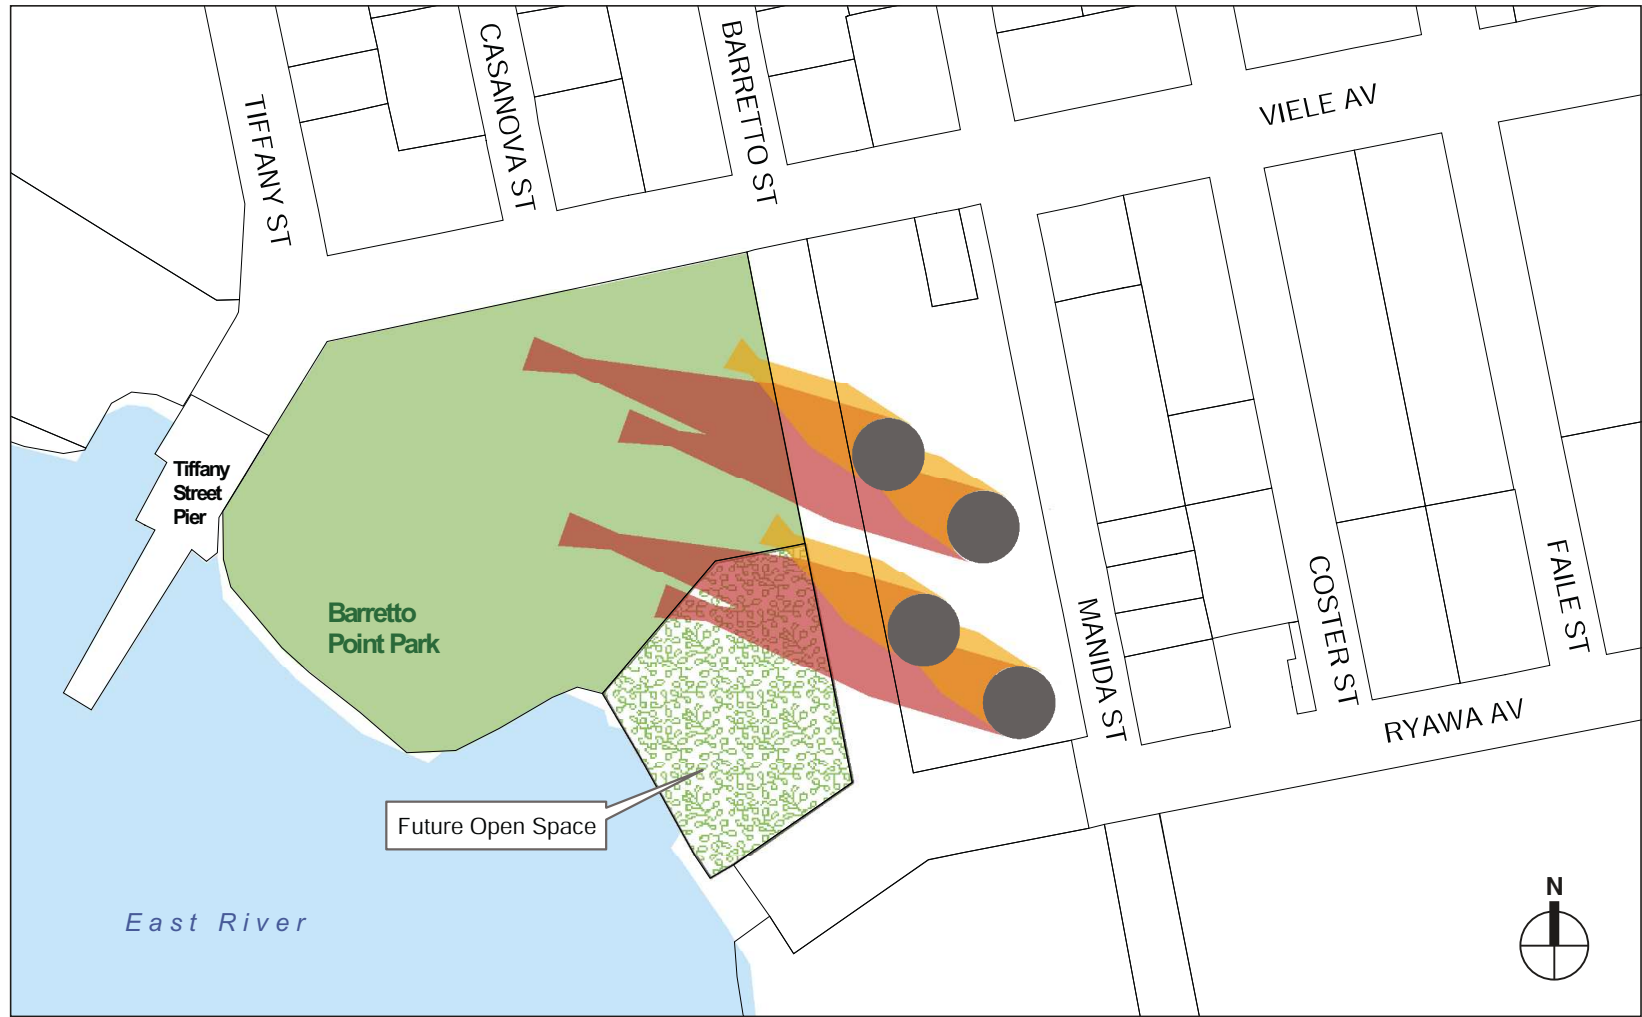 TIFFANY ST
CASANOVA ST
BARRETTO ST
VIELE AV
Tiffany
Street
Pier
Barretto
Point Park
MANIDA ST
COSTER ST
FAILE ST
RYAWA AV
Future Open Space
East River
N